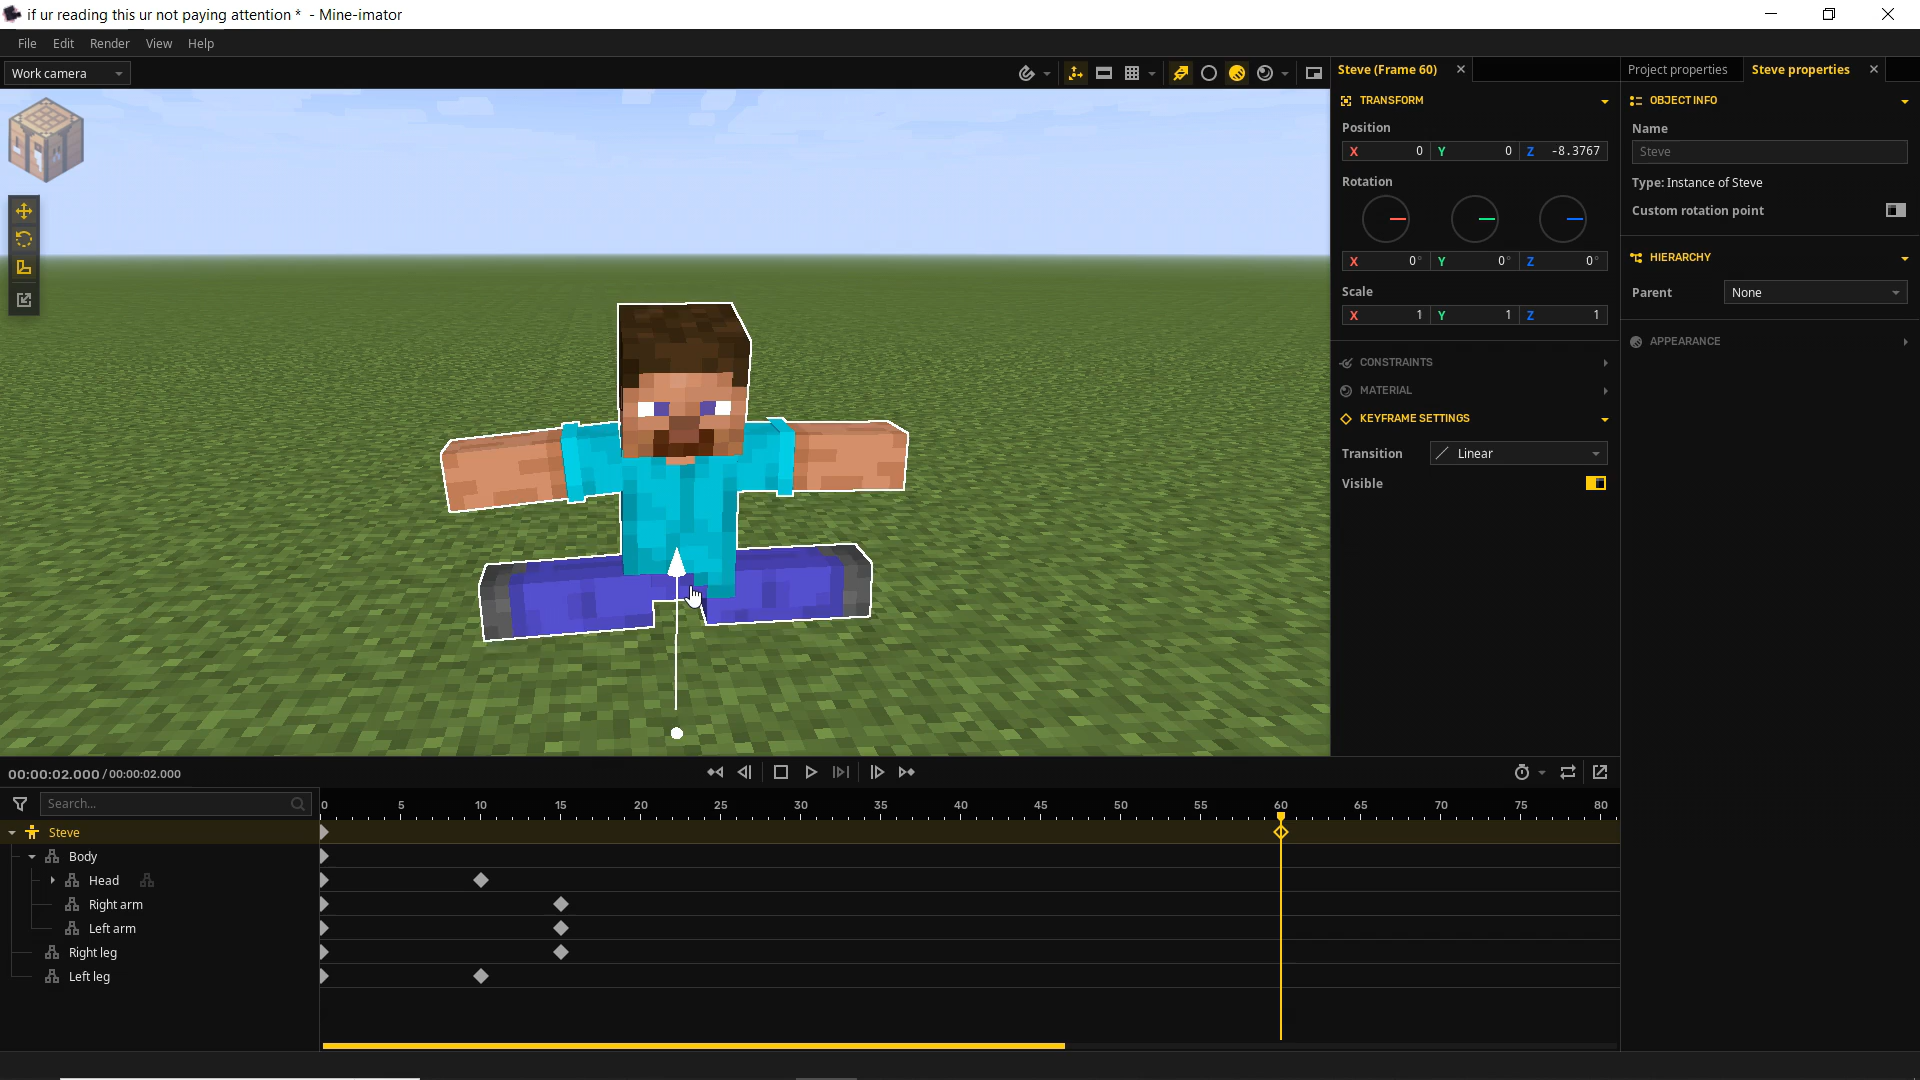 if ur reading this ur not paying attention * - Mine-imator
File Edit Render View Help
Work camera
Steve (Frame 60)
Project properties
Steve properties
TRANSFORM
Position
X 0 Y 0 Z -8.3767
Rotation
X 0° Y 0° Z 0°
Scale
X 1 Y 1 Z 1
CONSTRAINTS
MATERIAL
KEYFRAME SETTINGS
Transition Linear
Visible
OBJECT INFO
Name
Steve
Type: Instance of Steve
Custom rotation point
HIERARCHY
Parent None
APPEARANCE
00:00:02.000 / 00:00:02.000
Search...
0 5 10 15 20 25 30 35 40 45 50 55 60 65 70 75 80
Steve
Body
Head
Right arm
Left arm
Right leg
Left leg